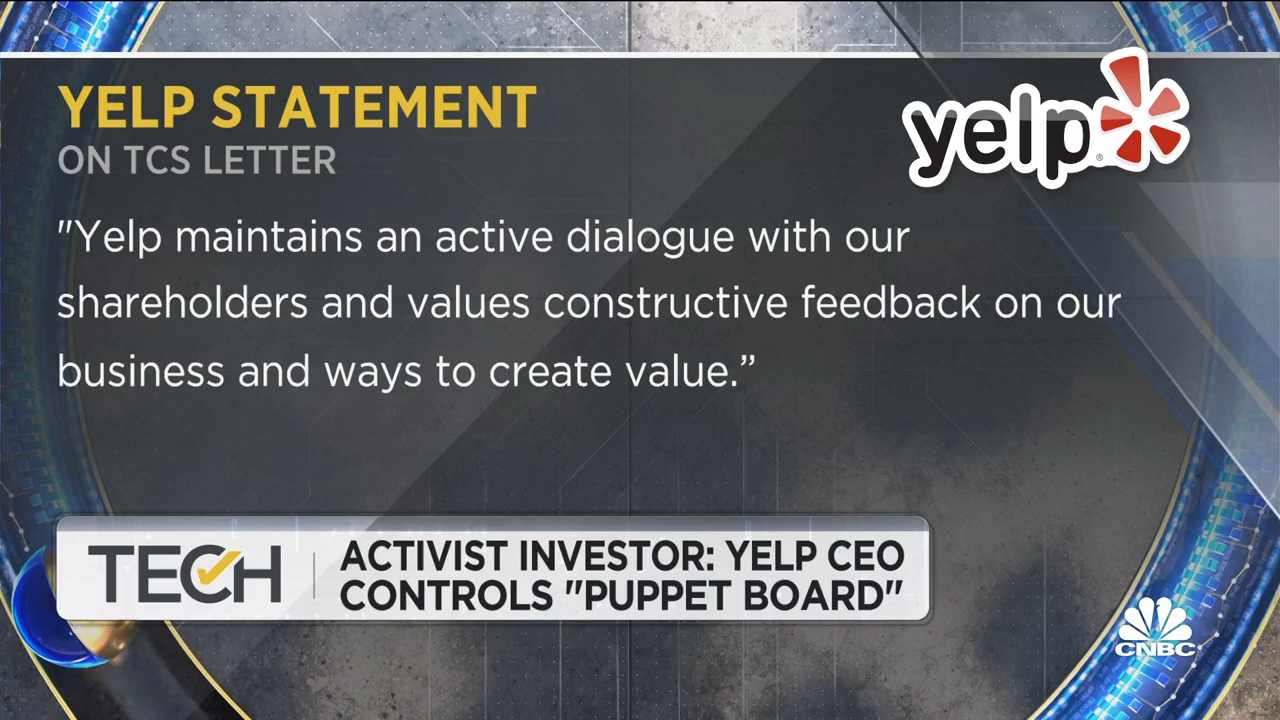 YELP STATEMENT
ON TCS LETTER
yelp®
"Yelp maintains an active dialogue with our
shareholders and values constructive feedback on our
business and ways to create value.”
TECH
ACTIVIST INVESTOR: YELP CEO
CONTROLS "PUPPET BOARD"
CNBC